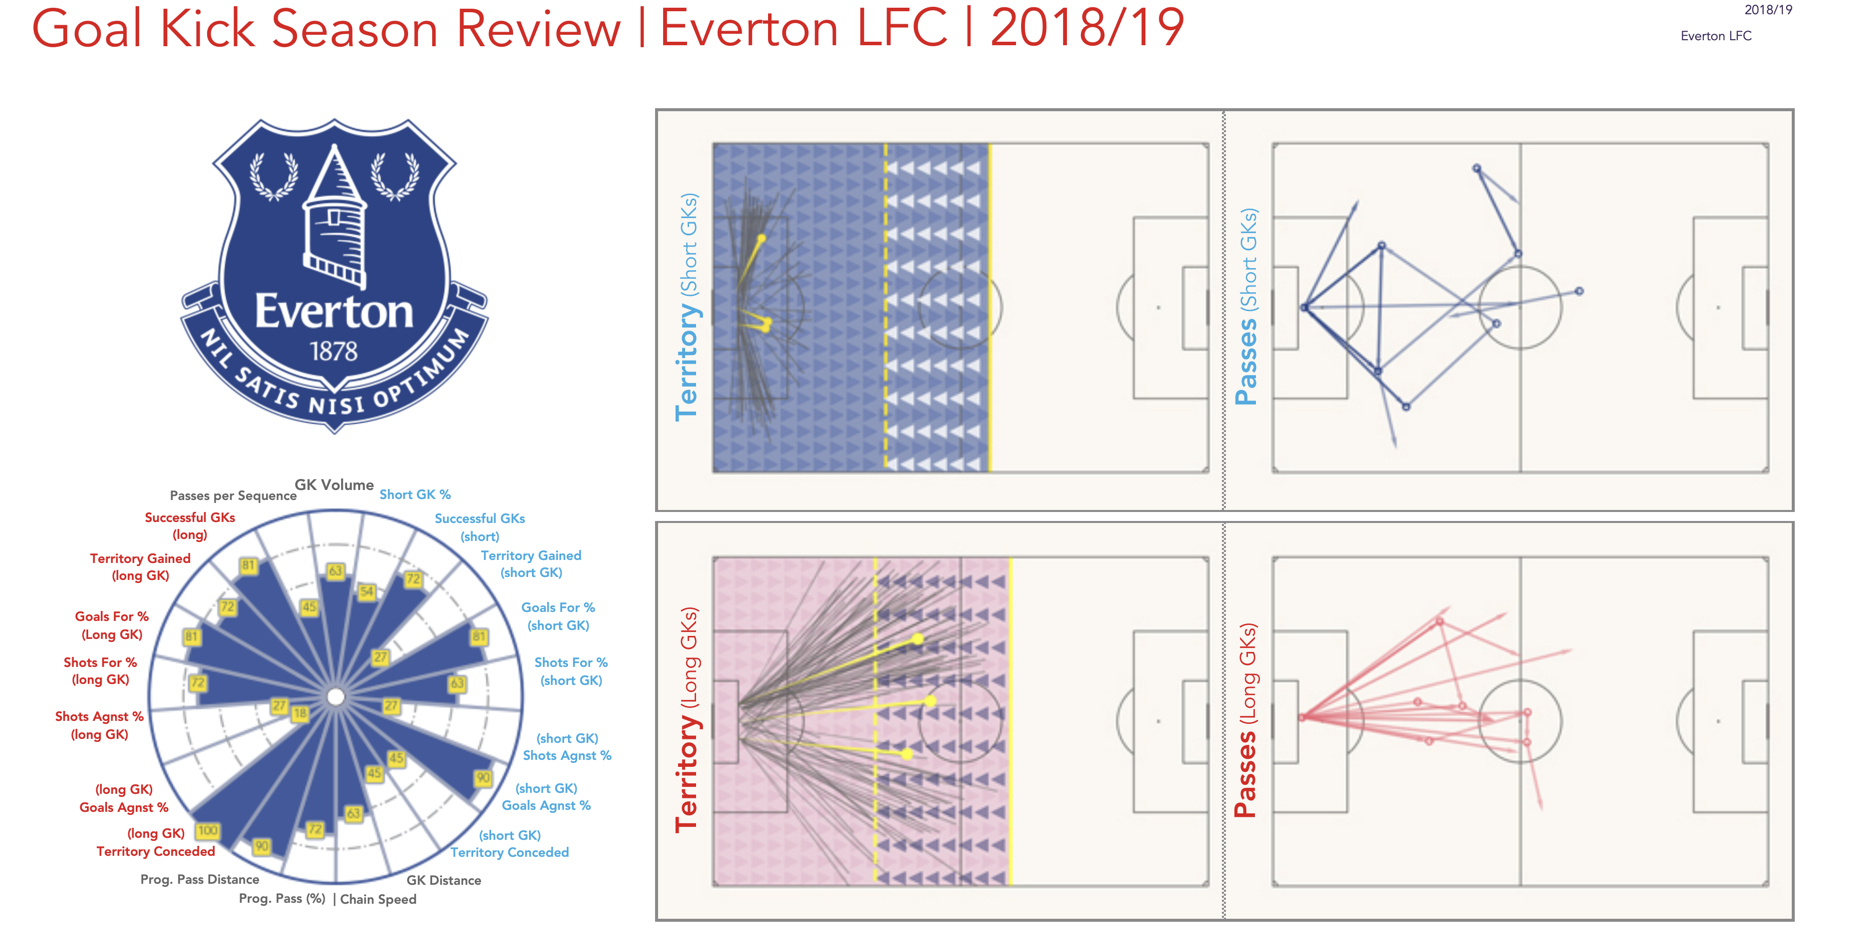 Goal Kick Season Review | Everton LFC | 2018/19
2018/19
Everton LFC
Everton
1878
NIL SATIS NISI OPTIMUM
GK Volume
Passes per Sequence
Short GK %
Successful GKs
(long)
Successful GKs
(short)
Territory Gained
(long GK)
Territory Gained
(short GK)
Goals For %
(Long GK)
Goals For %
(short GK)
Shots For %
(long GK)
Shots For %
(short GK)
Shots Agnst %
(long GK)
(short GK)
Shots Agnst %
(long GK)
Goals Agnst %
(short GK)
Goals Agnst %
(long GK)
Territory Conceded
(short GK)
Territory Conceded
Prog. Pass Distance
GK Distance
Prog. Pass (%) | Chain Speed
63
54
72
27
81
63
27
90
45
45
63
72
90
100
18
27
72
81
72
81
45
Territory (Short GKs)
Passes (Short GKs)
Territory (Long GKs)
Passes (Long GKs)